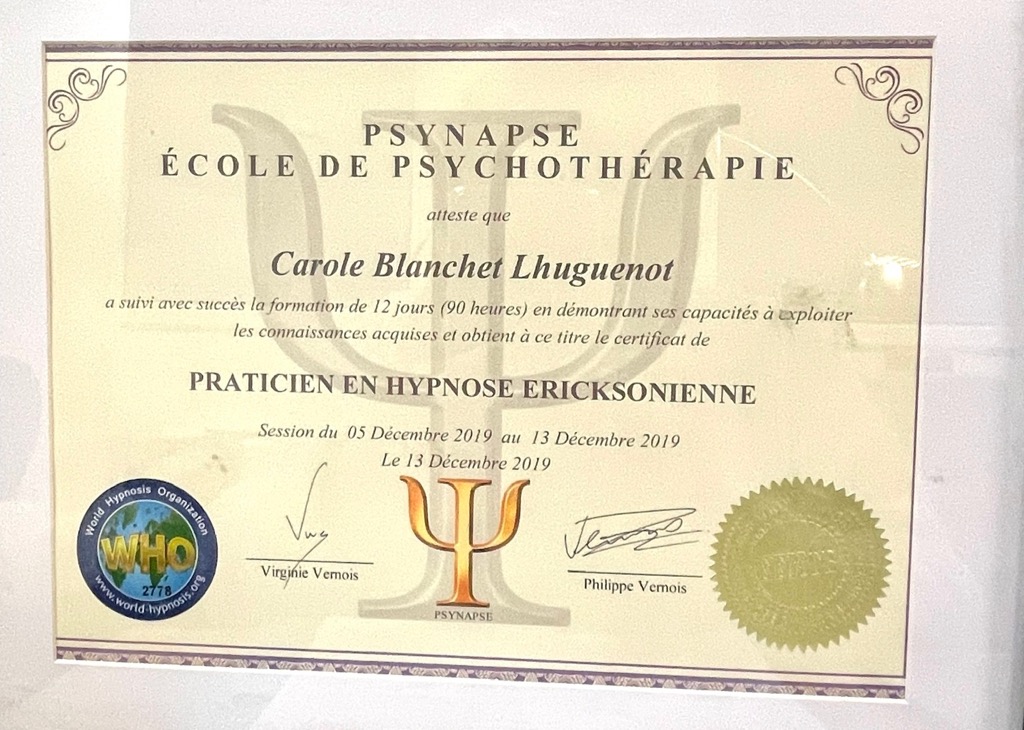 PSYNAPSE
ÉCOLE DE PSYCHOTHÉRAPIE
atteste que
Carole Blanchet Lhuguenot
a suivi avec succès la formation de 12 jours (90 heures) en démontrant ses capacités à exploiter
les connaissances acquises et obtient à ce titre le certificat de
PRATICIEN EN HYPNOSE ERICKSONIENNE
Session du 05 Décembre 2019 au 13 Décembre 2019
Le 13 Décembre 2019
World Hypnosis Organization
WHO
2778
www.world-hypnosis.org
Virginie Vernois
PSYNAPSE
Philippe Vernois